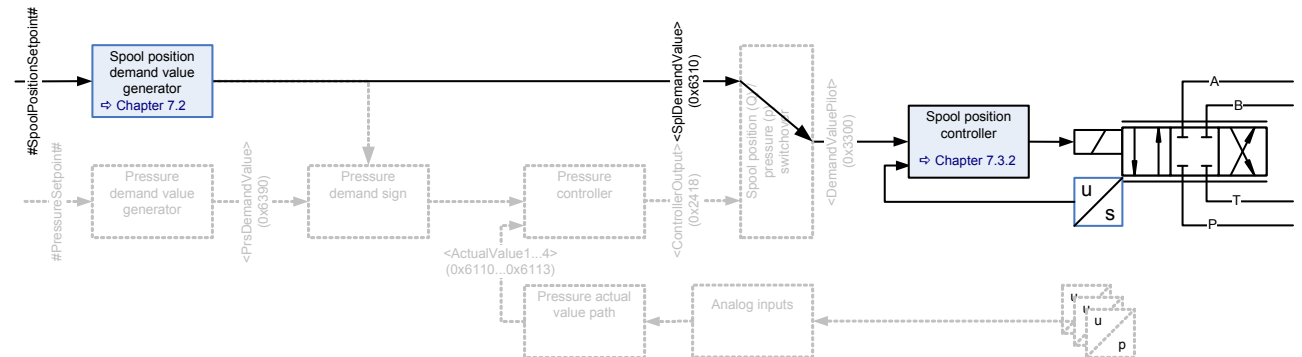 #SpoolPositionSetpoint#
Spool position
demand value
generator
⇨ Chapter 7.2
<SplDemandValue>
(0x6310)
Spool position (Q) /
pressure (p)
switchover
<DemandValuePilot>
(0x3300)
Spool position
controller
⇨ Chapter 7.3.2
A
B
T
P
u
s
#PressureSetpoint#
Pressure
demand value
generator
<PrsDemandValue>
(0x6390)
Pressure
demand sign
Pressure
controller
<ControllerOutput>
(0x2418)
<ActualValue1...4>
(0x6110...0x6113)
Pressure actual
value path
Analog inputs
u
u
u
p